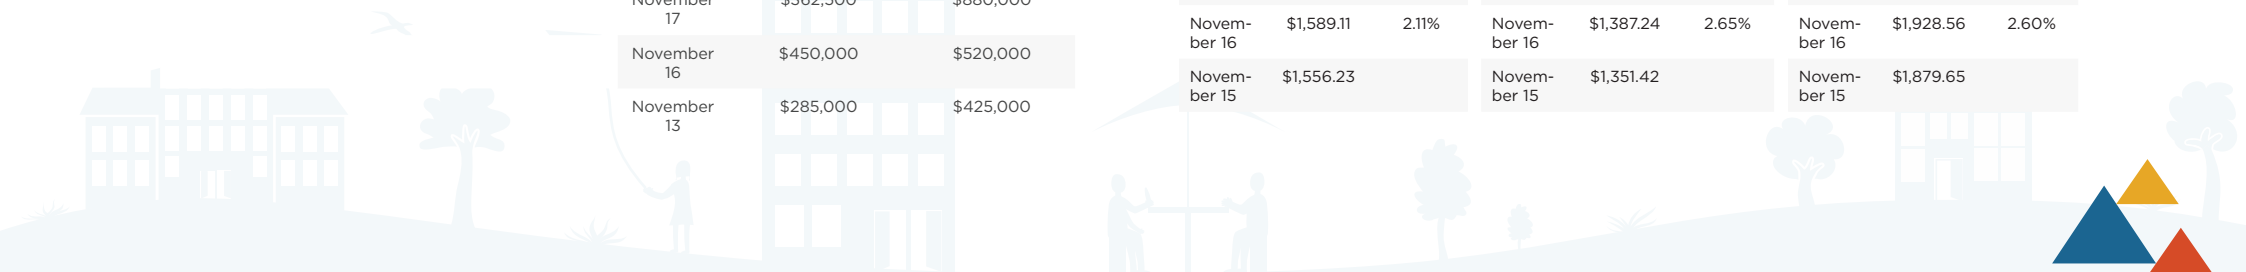 17
November $450,000 $520,000
16
November $285,000 $425,000
13
Novem- $1,589.11 2.11%
ber 16
Novem- $1,556.23
ber 15
Novem- $1,387.24 2.65%
ber 16
Novem- $1,351.42
ber 15
Novem- $1,928.56 2.60%
ber 16
Novem- $1,879.65
ber 15